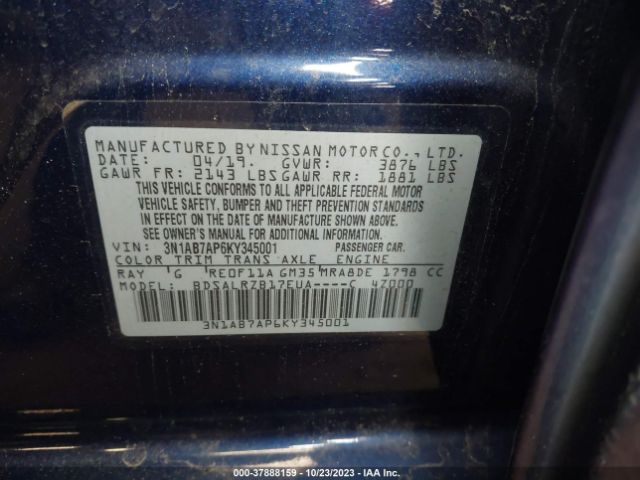 MANUFACTURED BY NISSAN MOTOR CO., LTD.
DATE: 04/19. GVWR: 3876 LBS
GAWR FR: 2143 LBS GAWR RR: 1881 LBS
THIS VEHICLE CONFORMS TO ALL APPLICABLE FEDERAL MOTOR
VEHICLE SAFETY, BUMPER AND THEFT PREVENTION STANDARDS
IN EFFECT ON THE DATE OF MANUFACTURE SHOWN ABOVE.
SEE OWNER'S MANUAL FOR ADDITIONAL INFORMATION.
VIN: 3N1AB7AP6KY345001 PASSENGER CAR.
COLOR TRIM TRANS AXLE ENGINE
RAY G RE0F11A GM35 MRA8DE 1798 CC
MODEL: BDSALRZB17EUA----C 4Z000
3N1AB7AP6KY345001
000-37888159 - 10/23/2023 - IAA Inc.